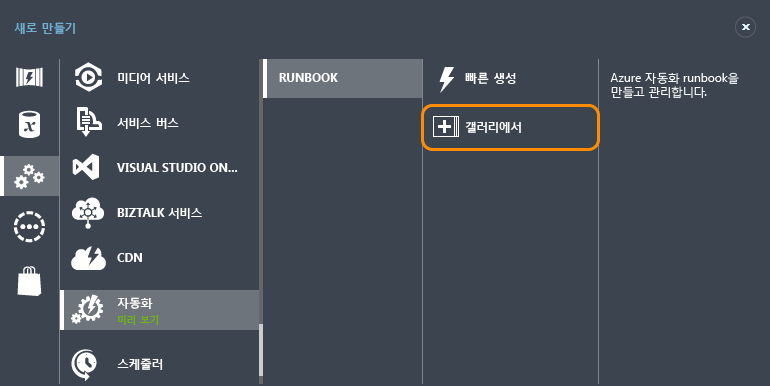 새로 만들기
미디어 서비스
서비스 버스
VISUAL STUDIO ON...
BIZTALK 서비스
CDN
자동화
미리 보기
스케줄러
RUNBOOK
빠른 생성
갤러리에서
Azure 자동화 runbook을
만들고 관리합니다.